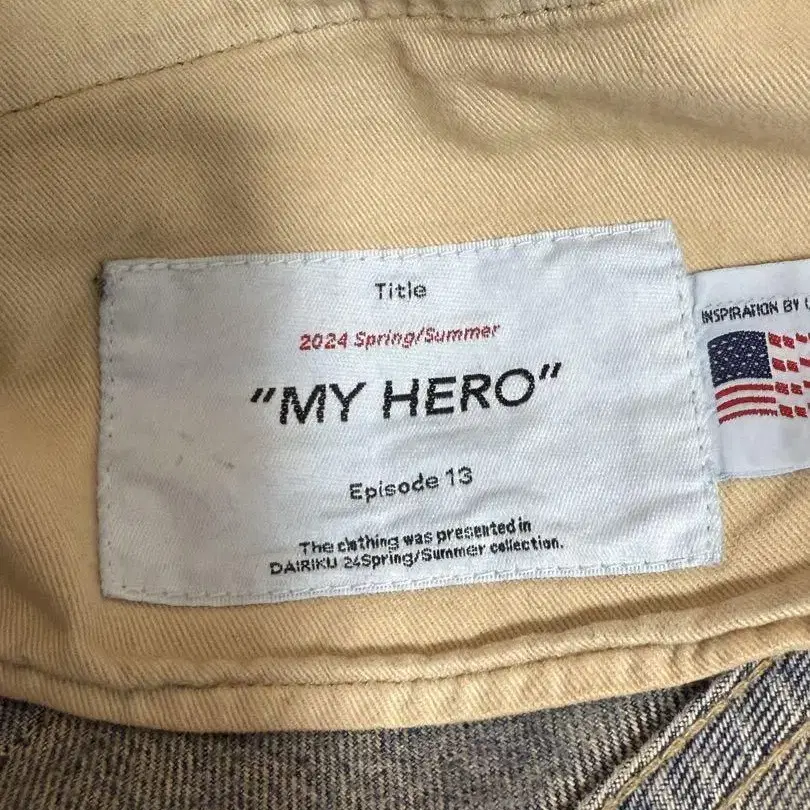 Title
2024 Spring/Summer
"MY HERO"
Episode 13
The clothing was presented in
DAIRIKU 24Spring/Summer collection.
INSPIRATION BY